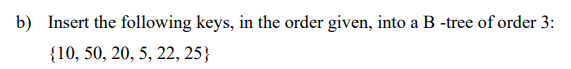 b) Insert the following keys, in the order given, into a B -tree of order 3:
{10, 50, 20, 5, 22, 25}